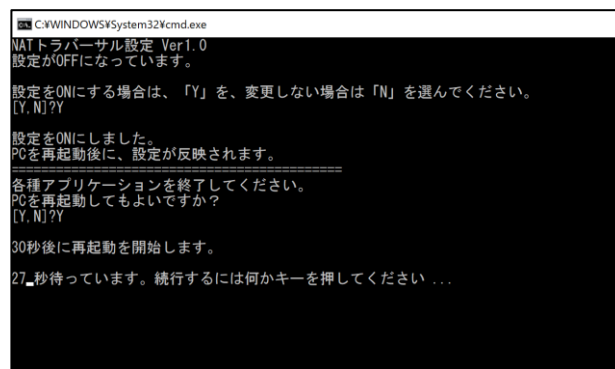 C:¥WINDOWS¥System32¥cmd.exe
NATトラバーサル設定 Ver1.0
設定がOFFになっています。
設定をONにする場合は、「Y」を、変更しない場合は「N」を選んでください。
[Y,N]?Y
設定をONにしました。
PCを再起動後に、設定が反映されます。
============================================
各種アプリケーションを終了してください。
PCを再起動してもよいですか？
[Y,N]?Y
30秒後に再起動を開始します。
27 秒待っています。続行するには何かキーを押してください ...